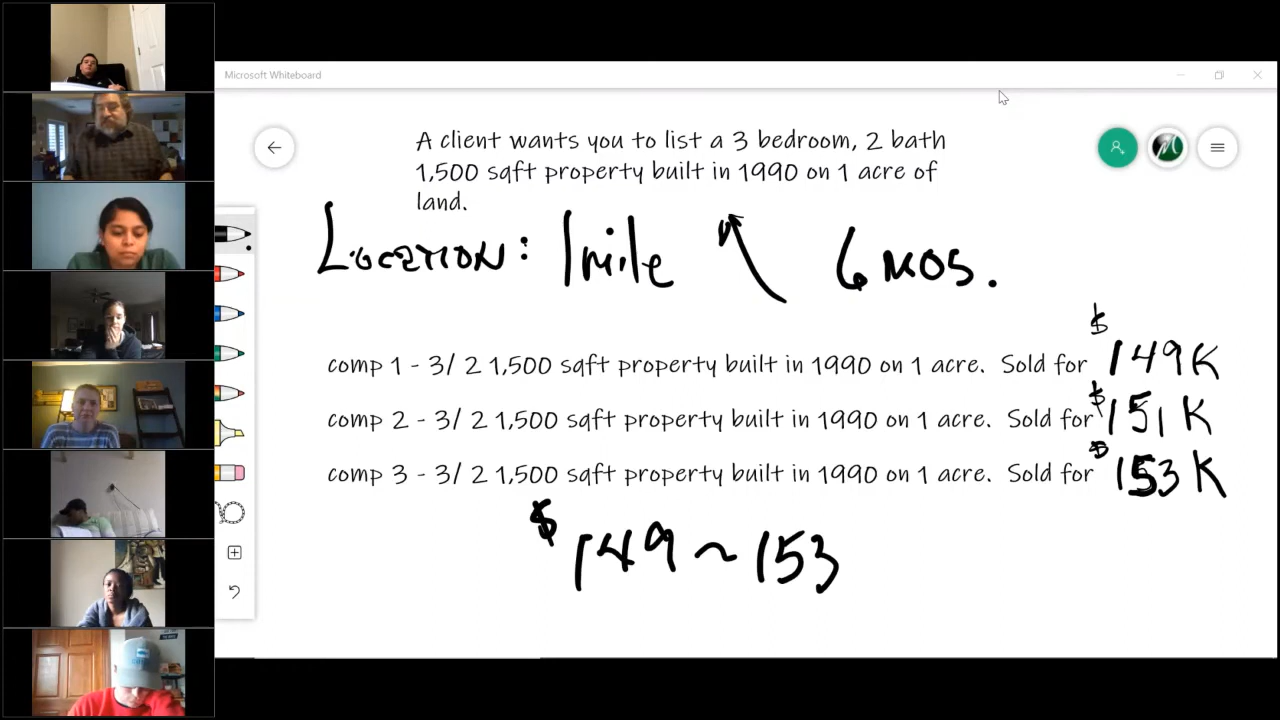 Microsoft Whiteboard
A client wants you to list a 3 bedroom, 2 bath
1,500 sqft property built in 1990 on 1 acre of
land.
LOCATION: 1 mile 6 MOS.
comp 1 - 3/ 2 1,500 sqft property built in 1990 on 1 acre. Sold for $149K
comp 2 - 3/ 2 1,500 sqft property built in 1990 on 1 acre. Sold for $151K
comp 3 - 3/ 2 1,500 sqft property built in 1990 on 1 acre. Sold for $153K
$149~153